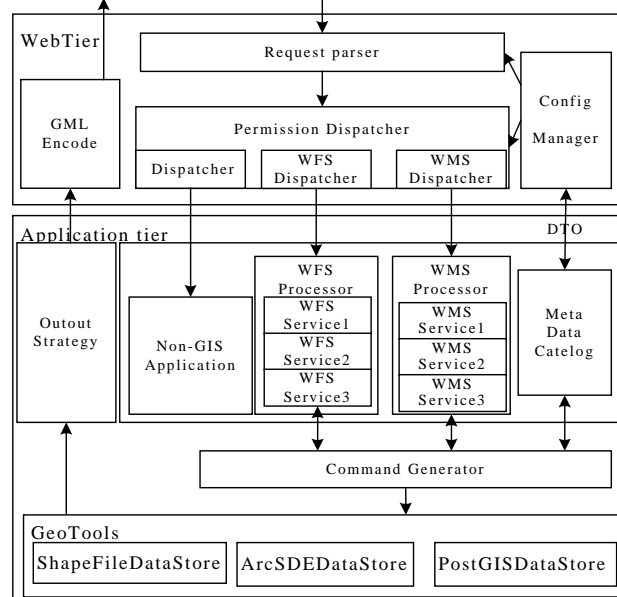 WebTier
Request parser
GML
Encode
Config
Manager
Permission Dispatcher
Dispatcher
WFS
Dispatcher
WMS
Dispatcher
Application tier
DTO
Outout
Strategy
Non-GIS
Application
WFS
Processor
WFS
Service1
WFS
Service2
WFS
Service3
WMS
Processor
WMS
Service1
WMS
Service2
WMS
Service3
Meta
Data
Catelog
Command Generator
GeoTools
ShapeFileDataStore
ArcSDEDataStore
PostGISDataStore